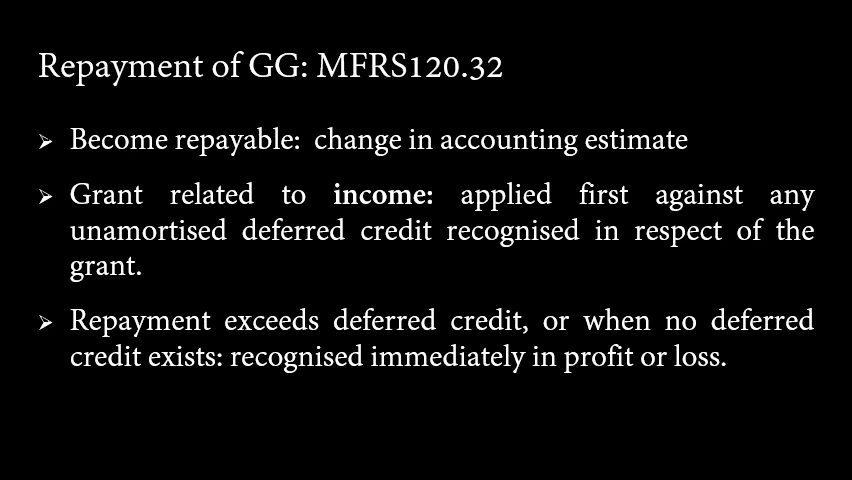 Repayment of GG: MFRS120.32
➢ Become repayable: change in accounting estimate
➢ Grant related to income: applied first against any
unamortised deferred credit recognised in respect of the
grant.
➢ Repayment exceeds deferred credit, or when no deferred
credit exists: recognised immediately in profit or loss.